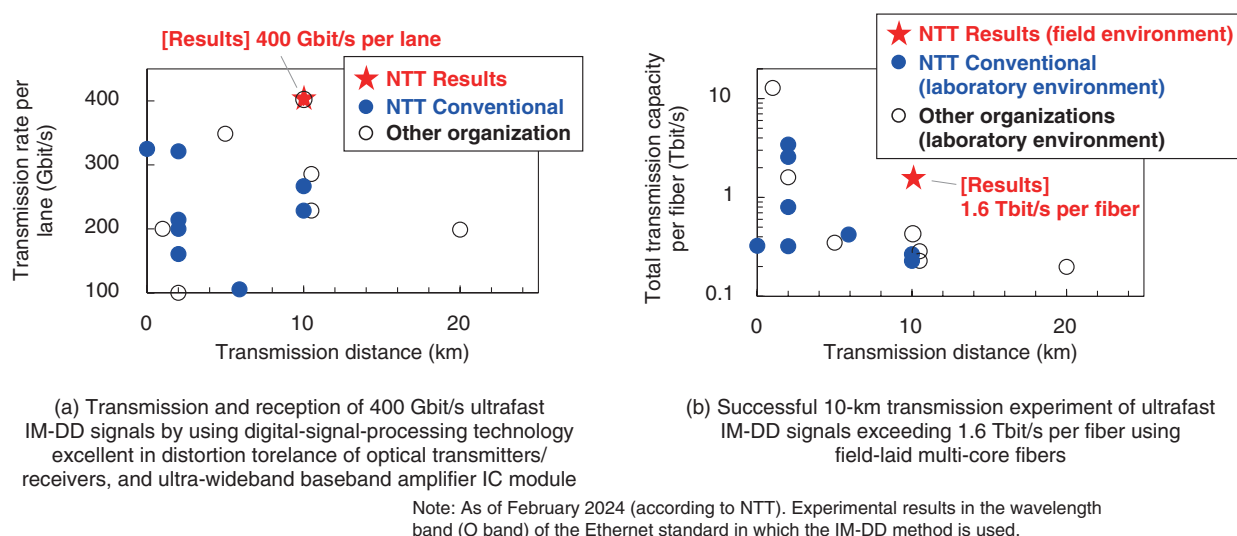 [Results] 400 Gbit/s per lane
Transmission rate per
lane (Gbit/s)
400
300
200
100
0
10
20
Transmission distance (km)
NTT Results
NTT Conventional
Other organization
(a) Transmission and reception of 400 Gbit/s ultrafast
IM-DD signals by using digital-signal-processing technology
excellent in distortion torelance of optical transmitters/
receivers, and ultra-wideband baseband amplifier IC module
NTT Results (field environment)
NTT Conventional
(laboratory environment)
Other organizations
(laboratory environment)
Total transmission capacity
per fiber (Tbit/s)
10
1
0.1
0
10
20
Transmission distance (km)
[Results]
1.6 Tbit/s per fiber
(b) Successful 10-km transmission experiment of ultrafast
IM-DD signals exceeding 1.6 Tbit/s per fiber using
field-laid multi-core fibers
Note: As of February 2024 (according to NTT). Experimental results in the wavelength
band (O band) of the Ethernet standard in which the IM-DD method is used.